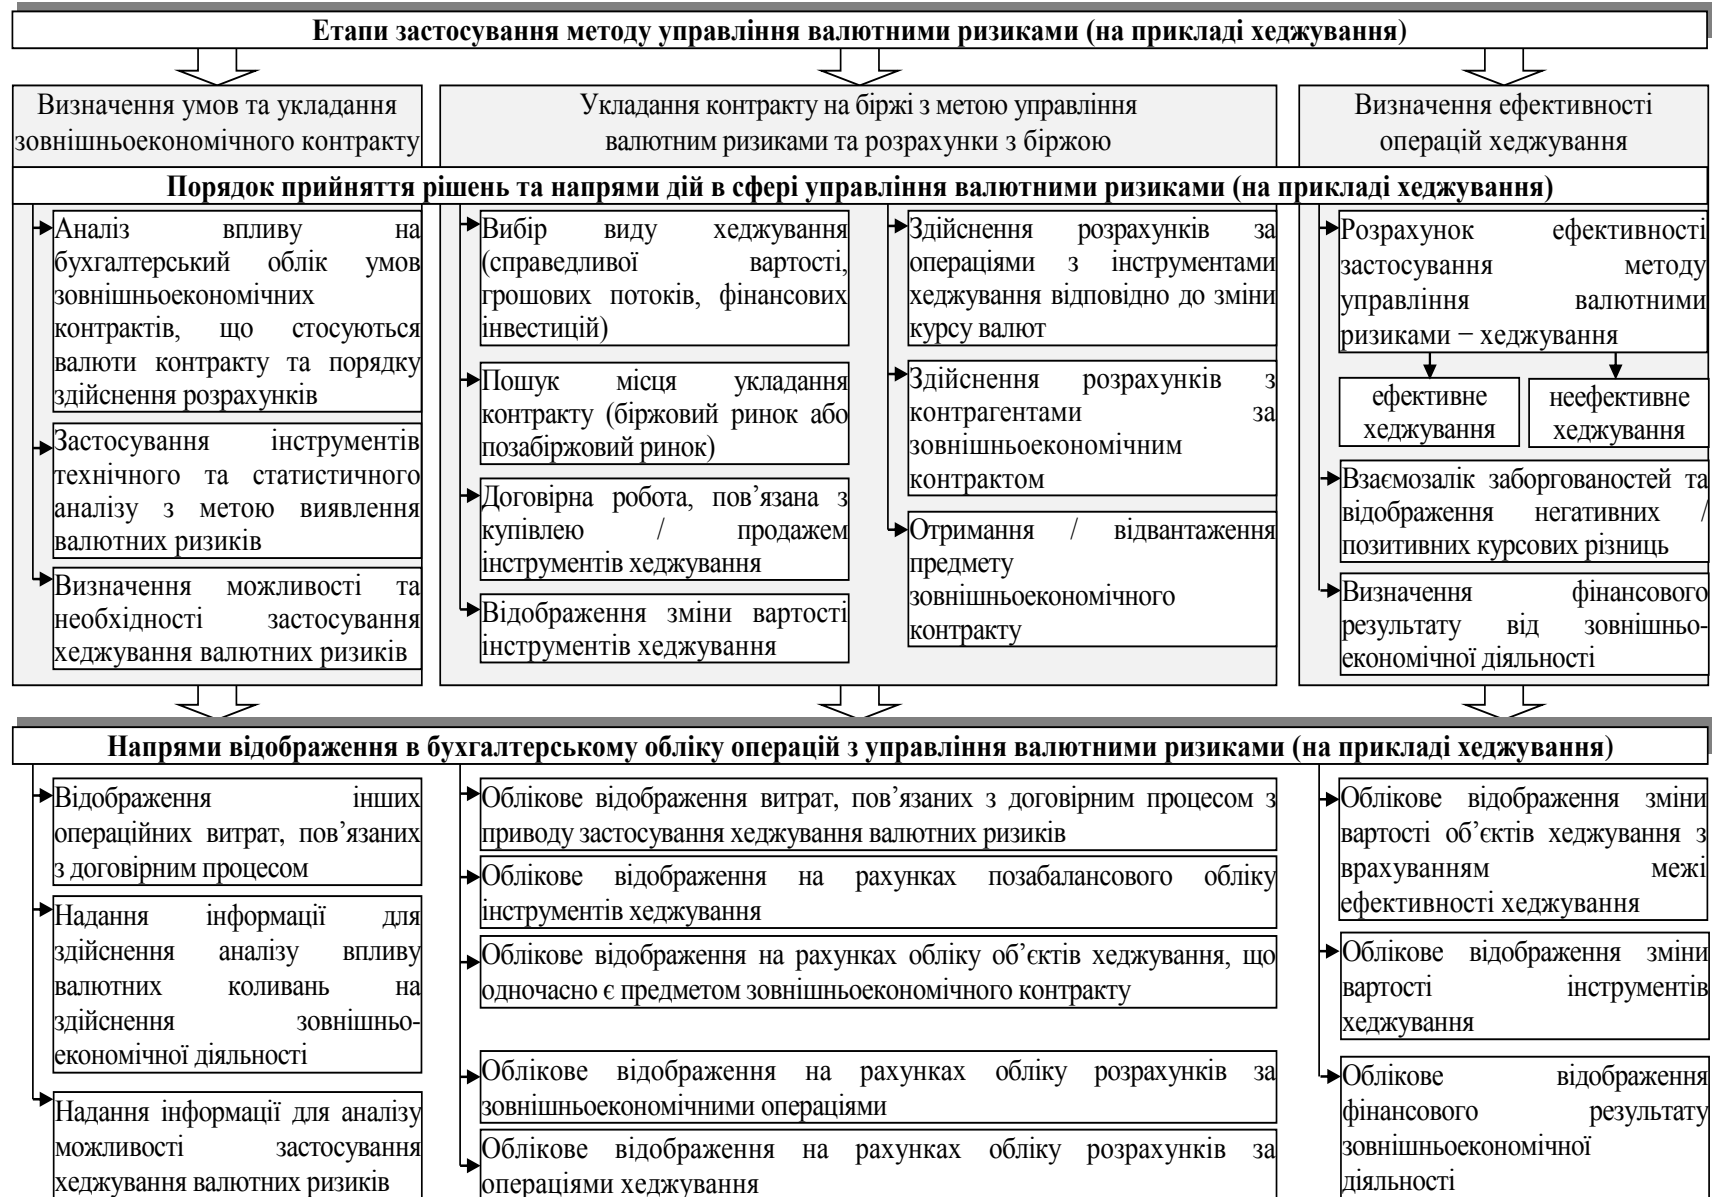 Етапи застосування методу управління валютними ризиками (на прикладі хеджування)
Визначення умов та укладання
зовнішньоекономічного контракту
Укладання контракту на біржі з метою управління
валютним ризиками та розрахунки з біржою
Визначення ефективності
операцій хеджування
Порядок прийняття рішень та напрями дій в сфері управління валютними ризиками (на прикладі хеджування)
Аналіз впливу на
бухгалтерський облік умов
зовнішньоекономічних
контрактів, що стосуються
валюти контракту та порядку
здійснення розрахунків
Застосування інструментів
технічного та статистичного
аналізу з метою виявлення
валютних ризиків
Визначення можливості та
необхідності застосування
хеджування валютних ризиків
Вибір виду хеджування
(справедливої вартості,
грошових потоків, фінансових
інвестицій)
Пошук місця укладання
контракту (біржовий ринок або
позабіржовий ринок)
Договірна робота, пов’язана з
купівлею / продажем
інструментів хеджування
Відображення зміни вартості
інструментів хеджування
Здійснення розрахунків за
операціями з інструментами
хеджування відповідно до зміни
курсу валют
Здійснення розрахунків з
контрагентами за
зовнішньоекономічним
контрактом
Отримання / відвантаження
предмету
зовнішньоекономічного
контракту
Розрахунок ефективності
застосування методу
управління валютними
ризиками − хеджування
ефективне
хеджування
неефективне
хеджування
Взаємозалік заборгованостей та
відображення негативних /
позитивних курсових різниць
Визначення фінансового
результату від зовнішньо-
економічної діяльності
Напрями відображення в бухгалтерському обліку операцій з управління валютними ризиками (на прикладі хеджування)
Відображення інших
операційних витрат, пов’язаних
з договірним процесом
Надання інформації для
здійснення аналізу впливу
валютних коливань на
здійснення зовнішньо-
економічної діяльності
Надання інформації для аналізу
можливості застосування
хеджування валютних ризиків
Облікове відображення витрат, пов’язаних з договірним процесом з
приводу застосування хеджування валютних ризиків
Облікове відображення на рахунках позабалансового обліку
інструментів хеджування
Облікове відображення на рахунках обліку об’єктів хеджування, що
одночасно є предметом зовнішньоекономічного контракту
Облікове відображення на рахунках обліку розрахунків за
зовнішньоекономічними операціями
Облікове відображення на рахунках обліку розрахунків за
операціями хеджування
Облікове відображення зміни
вартості об’єктів хеджування з
врахуванням межі
ефективності хеджування
Облікове відображення зміни
вартості інструментів
хеджування
Облікове відображення
фінансового результату
зовнішньоекономічної
діяльності